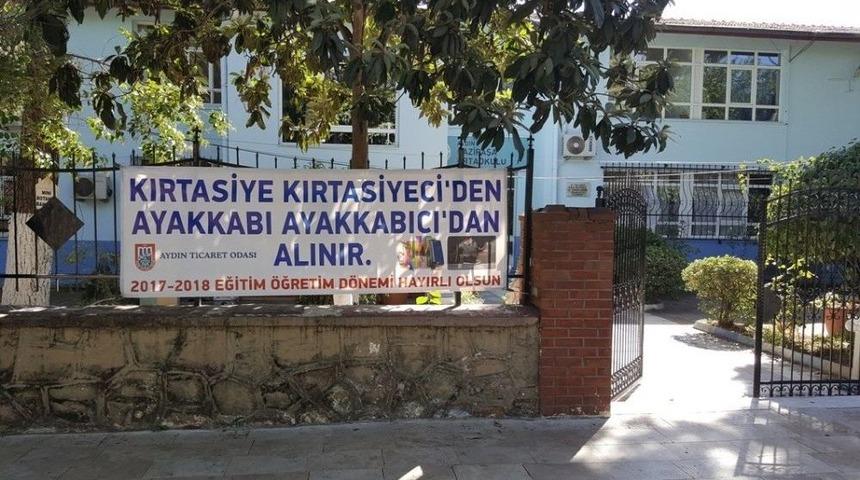 KIRTASİYE KIRTASİYECİ'DEN
AYAKKABI AYAKKABICI'DAN
ALINIR.
AYDIN TİCARET ODASI
2017-2018 EĞİTİM ÖĞRETİM DÖNEMİ HAYIRLI OLSUN